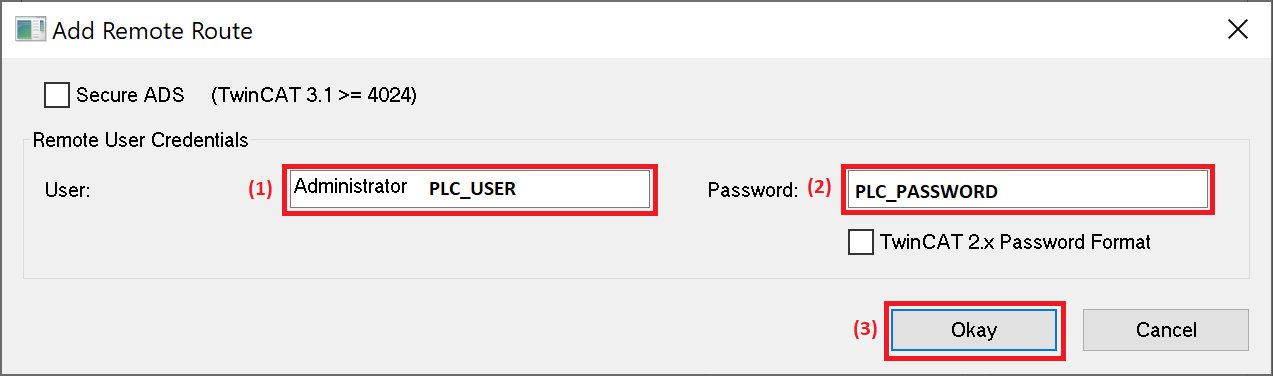 Add Remote Route
Secure ADS (TwinCAT 3.1 >= 4024)
Remote User Credentials
User: (1) Administrator PLC_USER Password: (2) PLC_PASSWORD
TwinCAT 2.x Password Format
(3) Okay Cancel